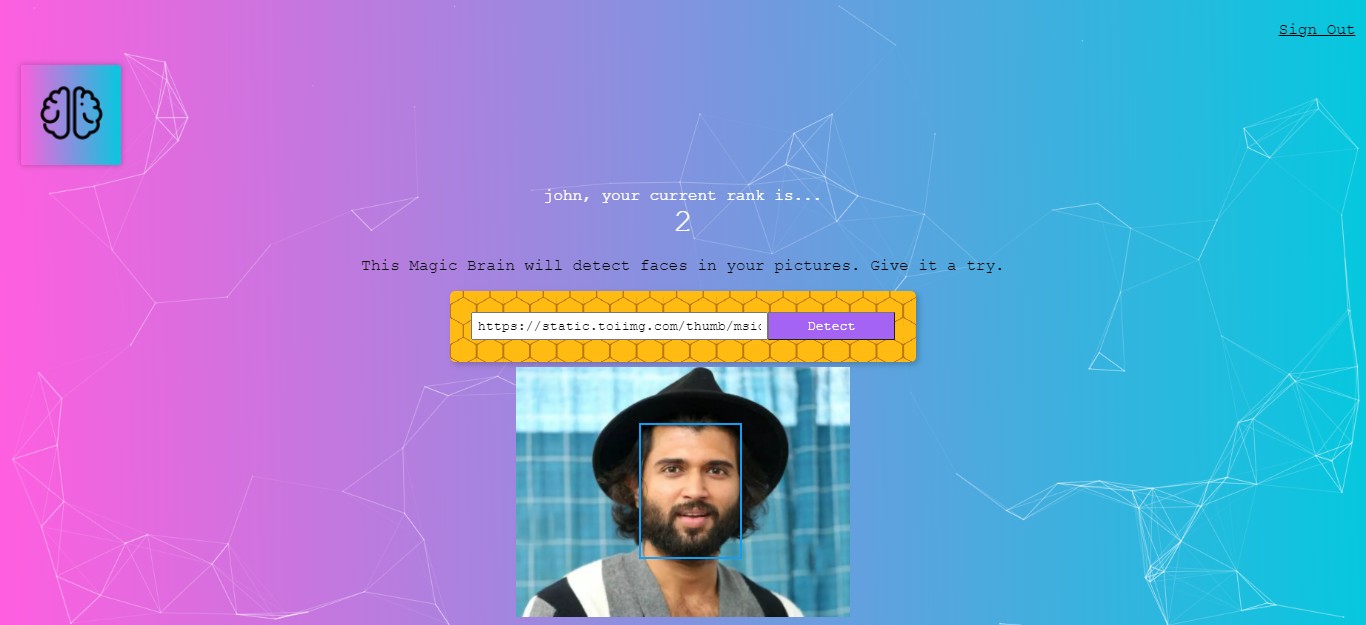 Sign Out
john, your current rank is...
2
This Magic Brain will detect faces in your pictures. Give it a try.
https://static.toiimg.com/thumb/msic Detect